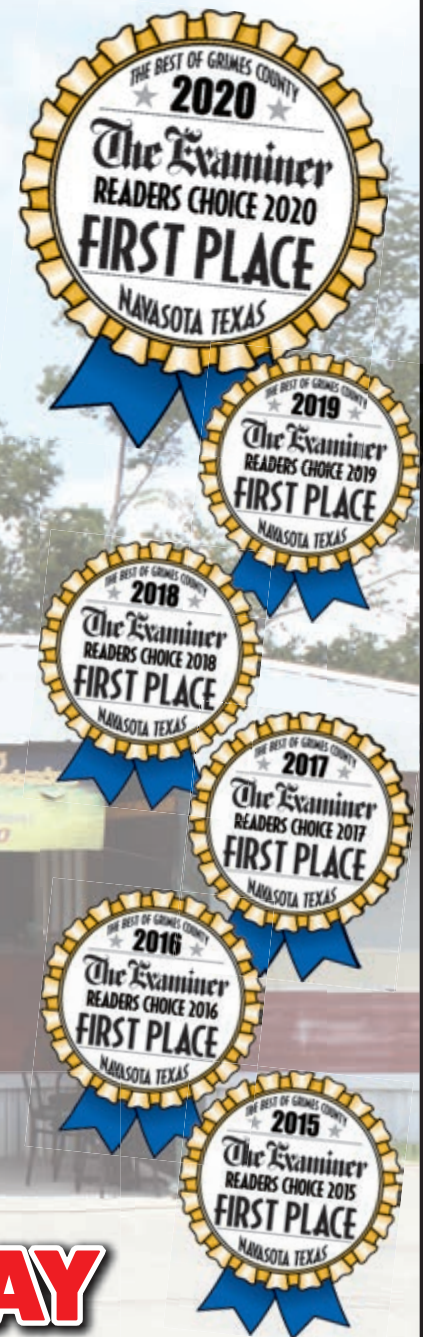 THE BEST OF GRIMES COUNTY
2020
The Examiner
READERS CHOICE 2020
FIRST PLACE
NAVASOTA TEXAS
THE BEST OF GRIMES COUNTY
2019
The Examiner
READERS CHOICE 2019
FIRST PLACE
NAVASOTA TEXAS
THE BEST OF GRIMES COUNTY
2018
The Examiner
READERS CHOICE 2018
FIRST PLACE
NAVASOTA TEXAS
THE BEST OF GRIMES COUNTY
2017
The Examiner
READERS CHOICE 2017
FIRST PLACE
NAVASOTA TEXAS
THE BEST OF GRIMES COUNTY
2016
The Examiner
READERS CHOICE 2016
FIRST PLACE
NAVASOTA TEXAS
THE BEST OF GRIMES COUNTY
2015
The Examiner
READERS CHOICE 2015
FIRST PLACE
NAVASOTA TEXAS
AY